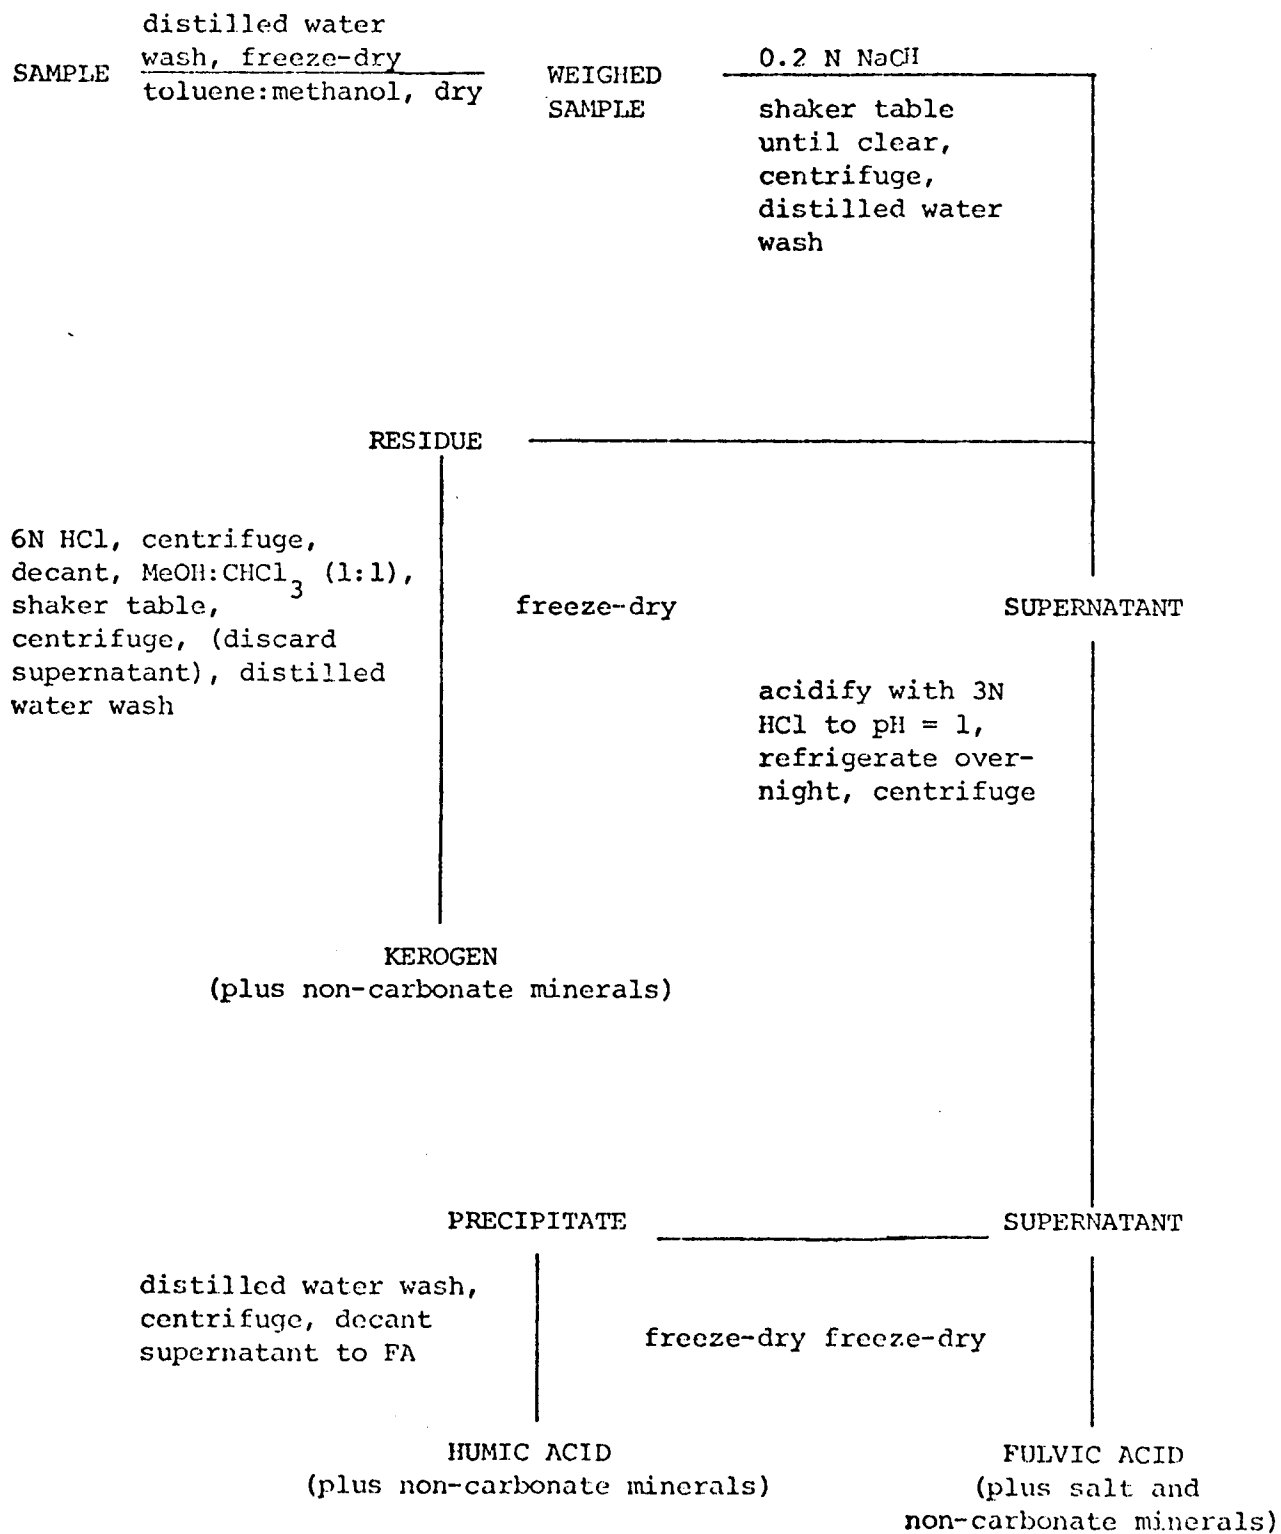 distilled water
wash, freeze-dry
SAMPLE
toluene:methanol, dry
WEIGHED
SAMPLE
0.2 N NaOH
shaker table
until clear,
centrifuge,
distilled water
wash
RESIDUE
6N HCl, centrifuge,
decant, MeOH:CHCl3 (1:1),
shaker table,
centrifuge, (discard
supernatant), distilled
water wash
freeze-dry
SUPERNATANT
acidify with 3N
HCl to pH = 1,
refrigerate over-
night, centrifuge
KEROGEN
(plus non-carbonate minerals)
PRECIPITATE
SUPERNATANT
distilled water wash,
centrifuge, decant
supernatant to FA
freeze-dry freeze-dry
HUMIC ACID
(plus non-carbonate minerals)
FULVIC ACID
(plus salt and
non-carbonate minerals)